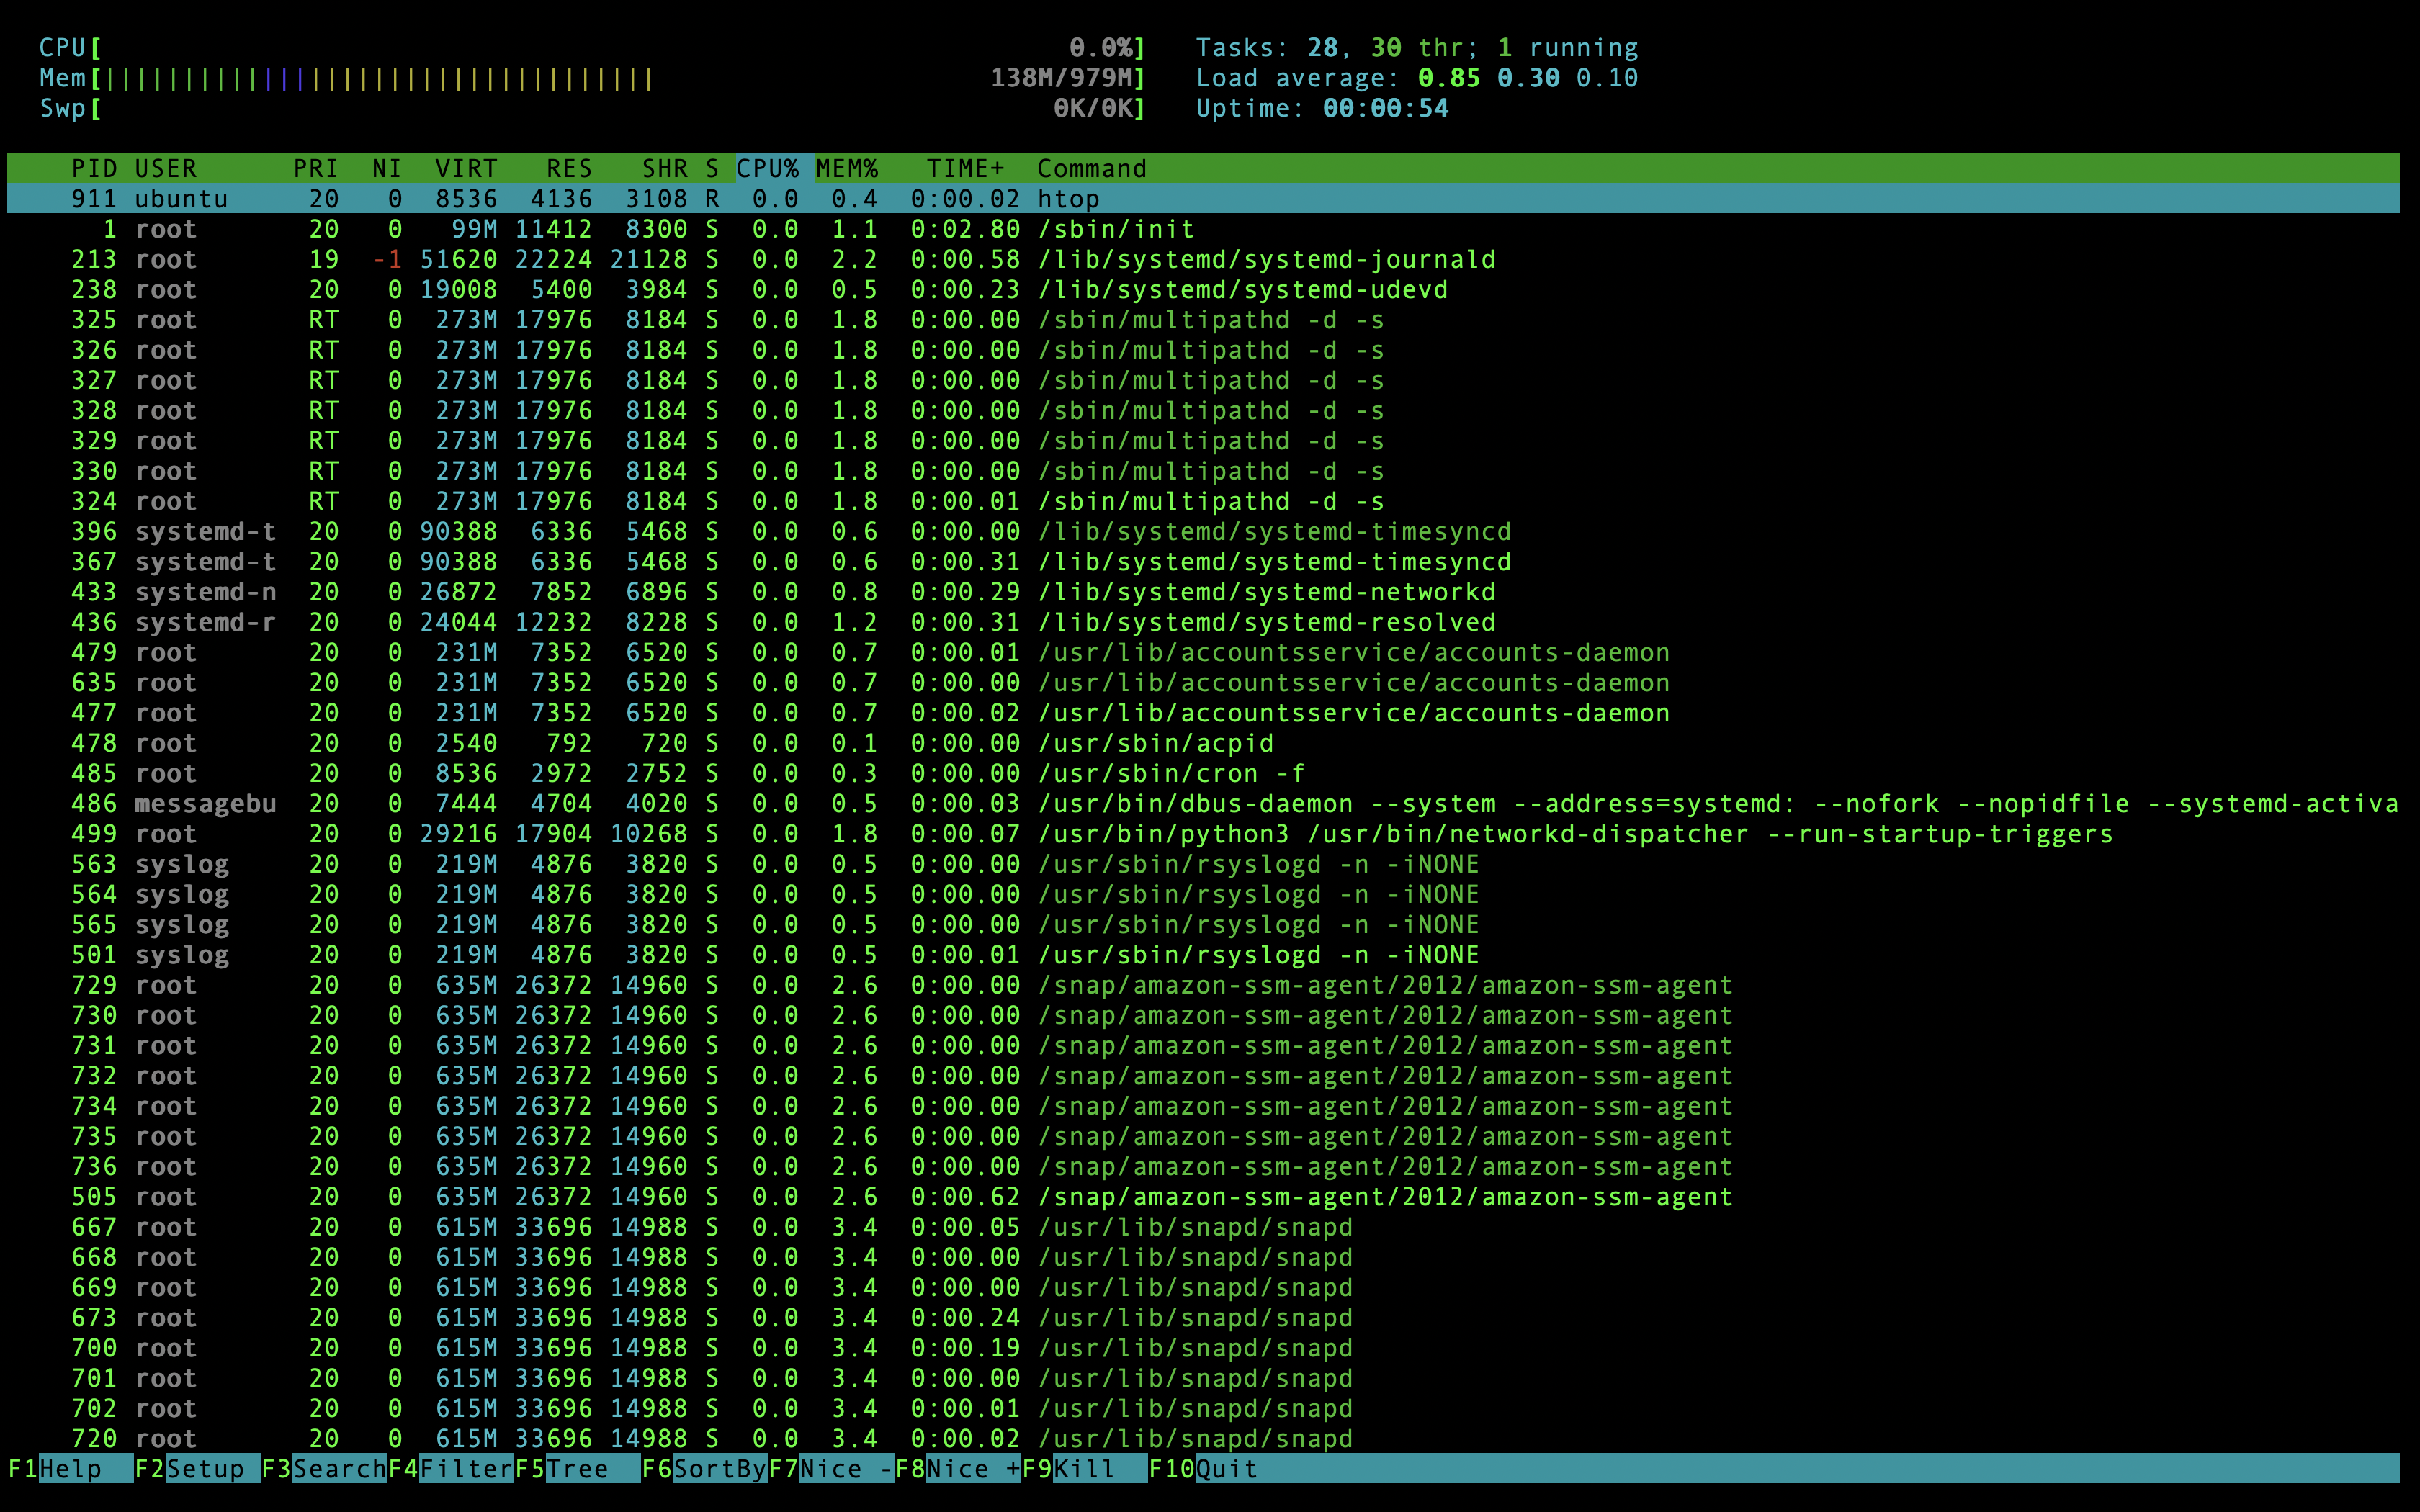 CPU[ 0.0%] Tasks: 28, 30 thr; 1 running
Mem[||||||||||||||||||||||||||||||||||| 138M/979M] Load average: 0.85 0.30 0.10
Swp[ 0K/0K] Uptime: 00:00:54
PID USER PRI NI VIRT RES SHR S CPU% MEM% TIME+ Command
911 ubuntu 20 0 8536 4136 3108 R 0.0 0.4 0:00.02 htop
1 root 20 0 99M 11412 8300 S 0.0 1.1 0:02.80 /sbin/init
213 root 19 -1 51620 22224 21128 S 0.0 2.2 0:00.58 /lib/systemd/systemd-journald
238 root 20 0 19008 5400 3984 S 0.0 0.5 0:00.23 /lib/systemd/systemd-udevd
325 root RT 0 273M 17976 8184 S 0.0 1.8 0:00.00 /sbin/multipathd -d -s
326 root RT 0 273M 17976 8184 S 0.0 1.8 0:00.00 /sbin/multipathd -d -s
327 root RT 0 273M 17976 8184 S 0.0 1.8 0:00.00 /sbin/multipathd -d -s
328 root RT 0 273M 17976 8184 S 0.0 1.8 0:00.00 /sbin/multipathd -d -s
329 root RT 0 273M 17976 8184 S 0.0 1.8 0:00.00 /sbin/multipathd -d -s
330 root RT 0 273M 17976 8184 S 0.0 1.8 0:00.00 /sbin/multipathd -d -s
324 root RT 0 273M 17976 8184 S 0.0 1.8 0:00.01 /sbin/multipathd -d -s
396 systemd-t 20 0 90388 6336 5468 S 0.0 0.6 0:00.00 /lib/systemd/systemd-timesyncd
367 systemd-t 20 0 90388 6336 5468 S 0.0 0.6 0:00.31 /lib/systemd/systemd-timesyncd
433 systemd-n 20 0 26872 7852 6896 S 0.0 0.8 0:00.29 /lib/systemd/systemd-networkd
436 systemd-r 20 0 24044 12232 8228 S 0.0 1.2 0:00.31 /lib/systemd/systemd-resolved
479 root 20 0 231M 7352 6520 S 0.0 0.7 0:00.01 /usr/lib/accountsservice/accounts-daemon
635 root 20 0 231M 7352 6520 S 0.0 0.7 0:00.00 /usr/lib/accountsservice/accounts-daemon
477 root 20 0 231M 7352 6520 S 0.0 0.7 0:00.02 /usr/lib/accountsservice/accounts-daemon
478 root 20 0 2540 792 720 S 0.0 0.1 0:00.00 /usr/sbin/acpid
485 root 20 0 8536 2972 2752 S 0.0 0.3 0:00.00 /usr/sbin/cron -f
486 messagebu 20 0 7444 4704 4020 S 0.0 0.5 0:00.03 /usr/bin/dbus-daemon --system --address=systemd: --nofork --nopidfile --systemd-activa
499 root 20 0 29216 17904 10268 S 0.0 1.8 0:00.07 /usr/bin/python3 /usr/bin/networkd-dispatcher --run-startup-triggers
563 syslog 20 0 219M 4876 3820 S 0.0 0.5 0:00.00 /usr/sbin/rsyslogd -n -iNONE
564 syslog 20 0 219M 4876 3820 S 0.0 0.5 0:00.00 /usr/sbin/rsyslogd -n -iNONE
565 syslog 20 0 219M 4876 3820 S 0.0 0.5 0:00.00 /usr/sbin/rsyslogd -n -iNONE
501 syslog 20 0 219M 4876 3820 S 0.0 0.5 0:00.01 /usr/sbin/rsyslogd -n -iNONE
729 root 20 0 635M 26372 14960 S 0.0 2.6 0:00.00 /snap/amazon-ssm-agent/2012/amazon-ssm-agent
730 root 20 0 635M 26372 14960 S 0.0 2.6 0:00.00 /snap/amazon-ssm-agent/2012/amazon-ssm-agent
731 root 20 0 635M 26372 14960 S 0.0 2.6 0:00.00 /snap/amazon-ssm-agent/2012/amazon-ssm-agent
732 root 20 0 635M 26372 14960 S 0.0 2.6 0:00.00 /snap/amazon-ssm-agent/2012/amazon-ssm-agent
734 root 20 0 635M 26372 14960 S 0.0 2.6 0:00.00 /snap/amazon-ssm-agent/2012/amazon-ssm-agent
735 root 20 0 635M 26372 14960 S 0.0 2.6 0:00.00 /snap/amazon-ssm-agent/2012/amazon-ssm-agent
736 root 20 0 635M 26372 14960 S 0.0 2.6 0:00.00 /snap/amazon-ssm-agent/2012/amazon-ssm-agent
505 root 20 0 635M 26372 14960 S 0.0 2.6 0:00.62 /snap/amazon-ssm-agent/2012/amazon-ssm-agent
667 root 20 0 615M 33696 14988 S 0.0 3.4 0:00.05 /usr/lib/snapd/snapd
668 root 20 0 615M 33696 14988 S 0.0 3.4 0:00.00 /usr/lib/snapd/snapd
669 root 20 0 615M 33696 14988 S 0.0 3.4 0:00.00 /usr/lib/snapd/snapd
673 root 20 0 615M 33696 14988 S 0.0 3.4 0:00.24 /usr/lib/snapd/snapd
700 root 20 0 615M 33696 14988 S 0.0 3.4 0:00.19 /usr/lib/snapd/snapd
701 root 20 0 615M 33696 14988 S 0.0 3.4 0:00.00 /usr/lib/snapd/snapd
702 root 20 0 615M 33696 14988 S 0.0 3.4 0:00.01 /usr/lib/snapd/snapd
720 root 20 0 615M 33696 14988 S 0.0 3.4 0:00.02 /usr/lib/snapd/snapd
F1Help F2Setup F3SearchF4FilterF5Tree F6SortByF7Nice -F8Nice +F9Kill F10Quit